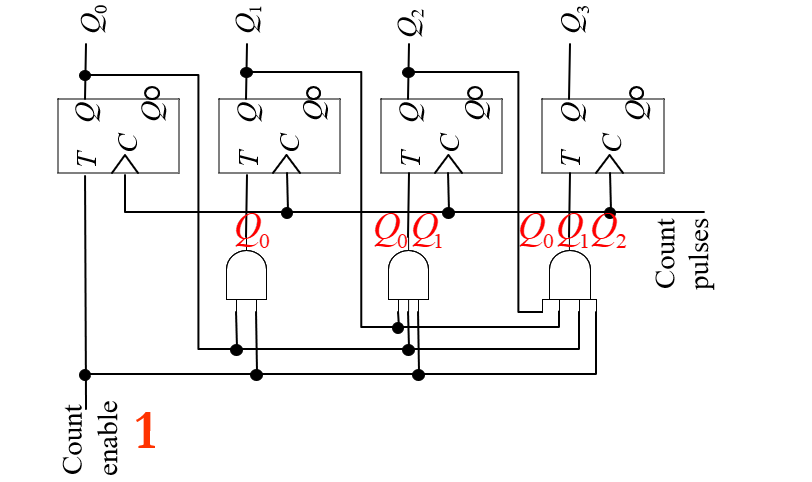 Q0 Q1 Q2 Q3
Q Q Q Q Q Q Q Q
T C T C T C T C
Q0 Q0Q1 Q0Q1Q2
Count pulses
Count enable 1